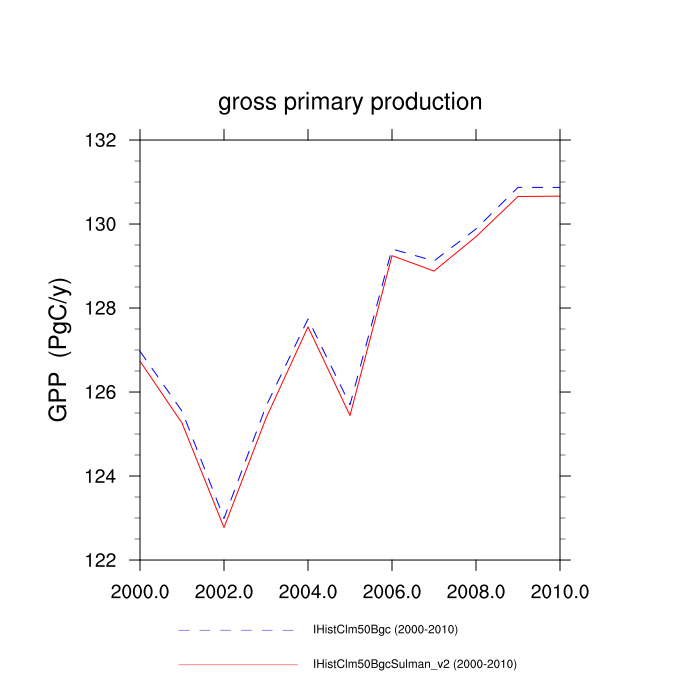 gross primary production
132
130
128
126
124
122
GPP (PgC/y)
2000.0 2002.0 2004.0 2006.0 2008.0 2010.0
IHistClm50Bgc (2000-2010)
IHistClm50BgcSulman_v2 (2000-2010)